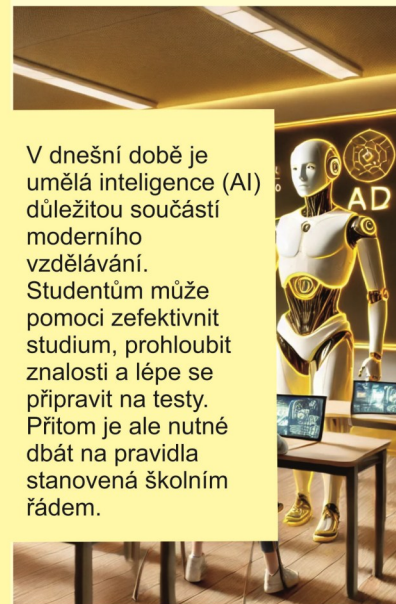 V dnešní době je
umělá inteligence (AI)
důležitou součástí
moderního
vzdělávání.
Studentům může
pomoci zefektivnit
studium, prohloubit
znalosti a lépe se
připravit na testy.
Přitom je ale nutné
dbát na pravidla
stanovená školním
řádem.
AD